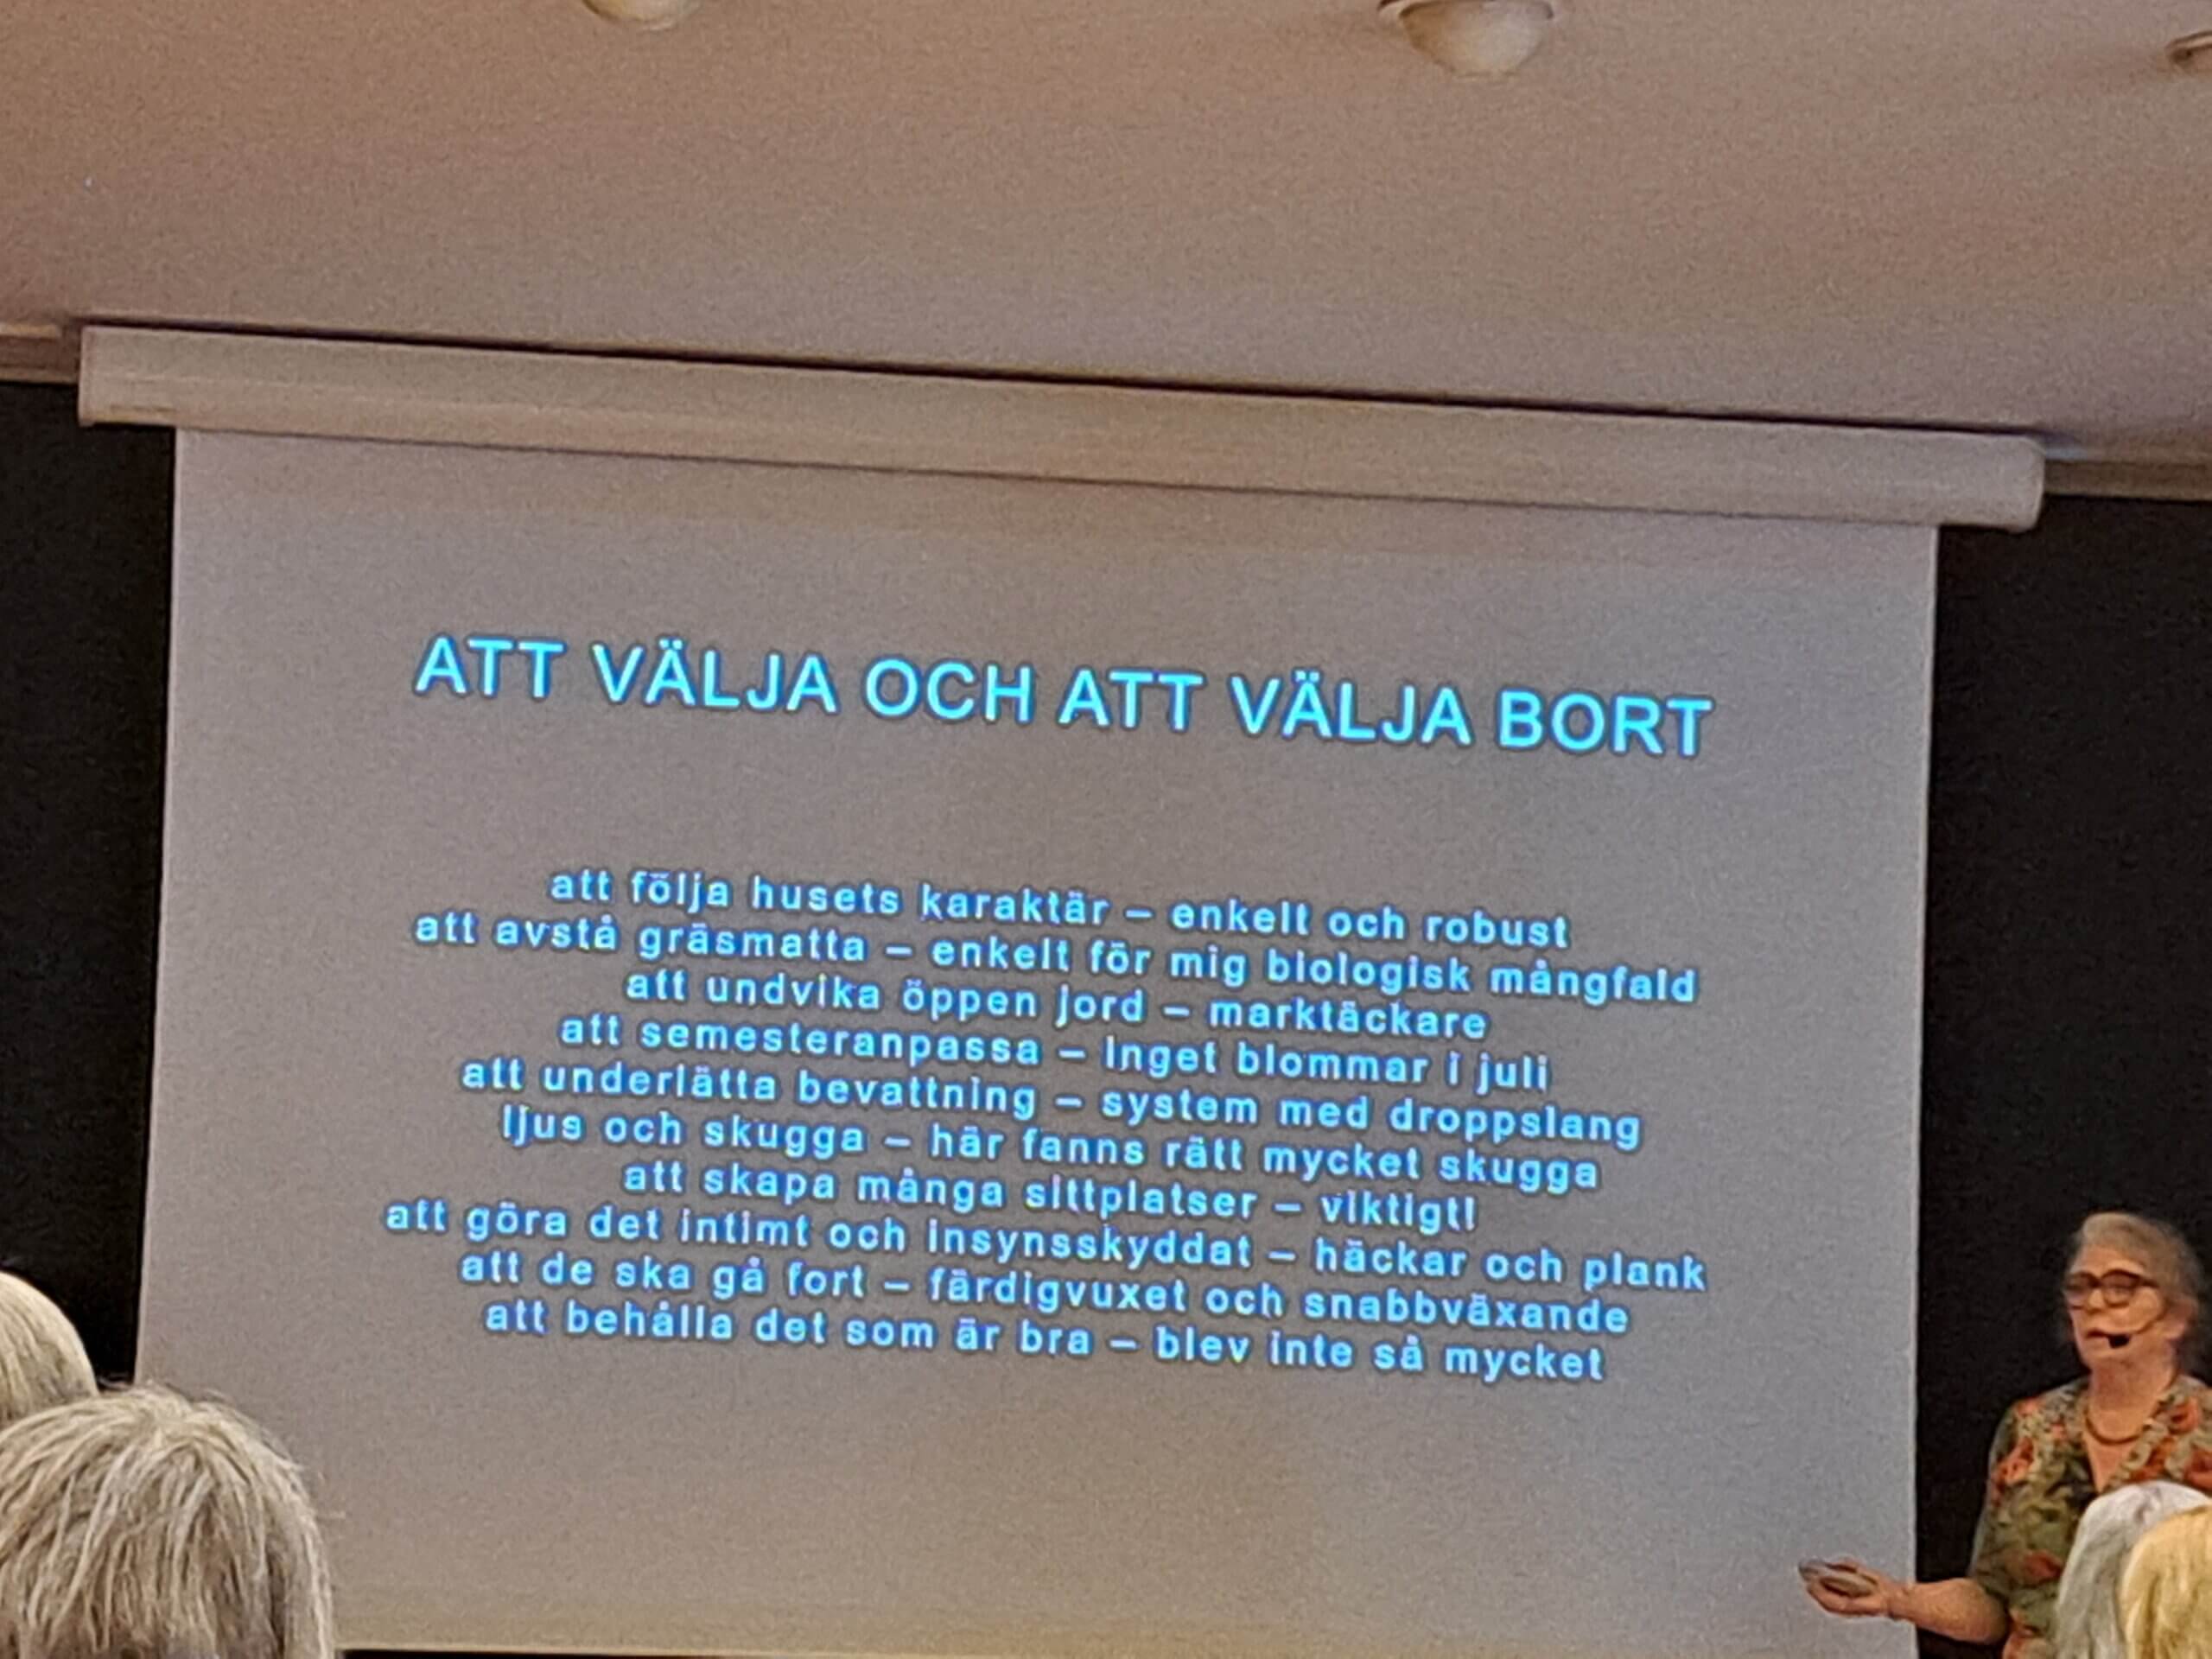 ATT VÄLJA OCH ATT VÄLJA BORT
att följa husets karaktär – enkelt och robust
att avstå gräsmatta – enkelt för mig biologisk mångfald
att undvika öppen jord – marktäckare
att semesteranpassa – inget blommar i juli
att underlätta bevattning – system med droppslang
ljus och skugga – här fanns rätt mycket skugga
att skapa många sittplatser – viktigt!
att göra det intimt och insynsskyddat – häckar och plank
att de ska gå fort – färdigvuxet och snabbväxande
att behålla det som är bra – blev inte så mycket